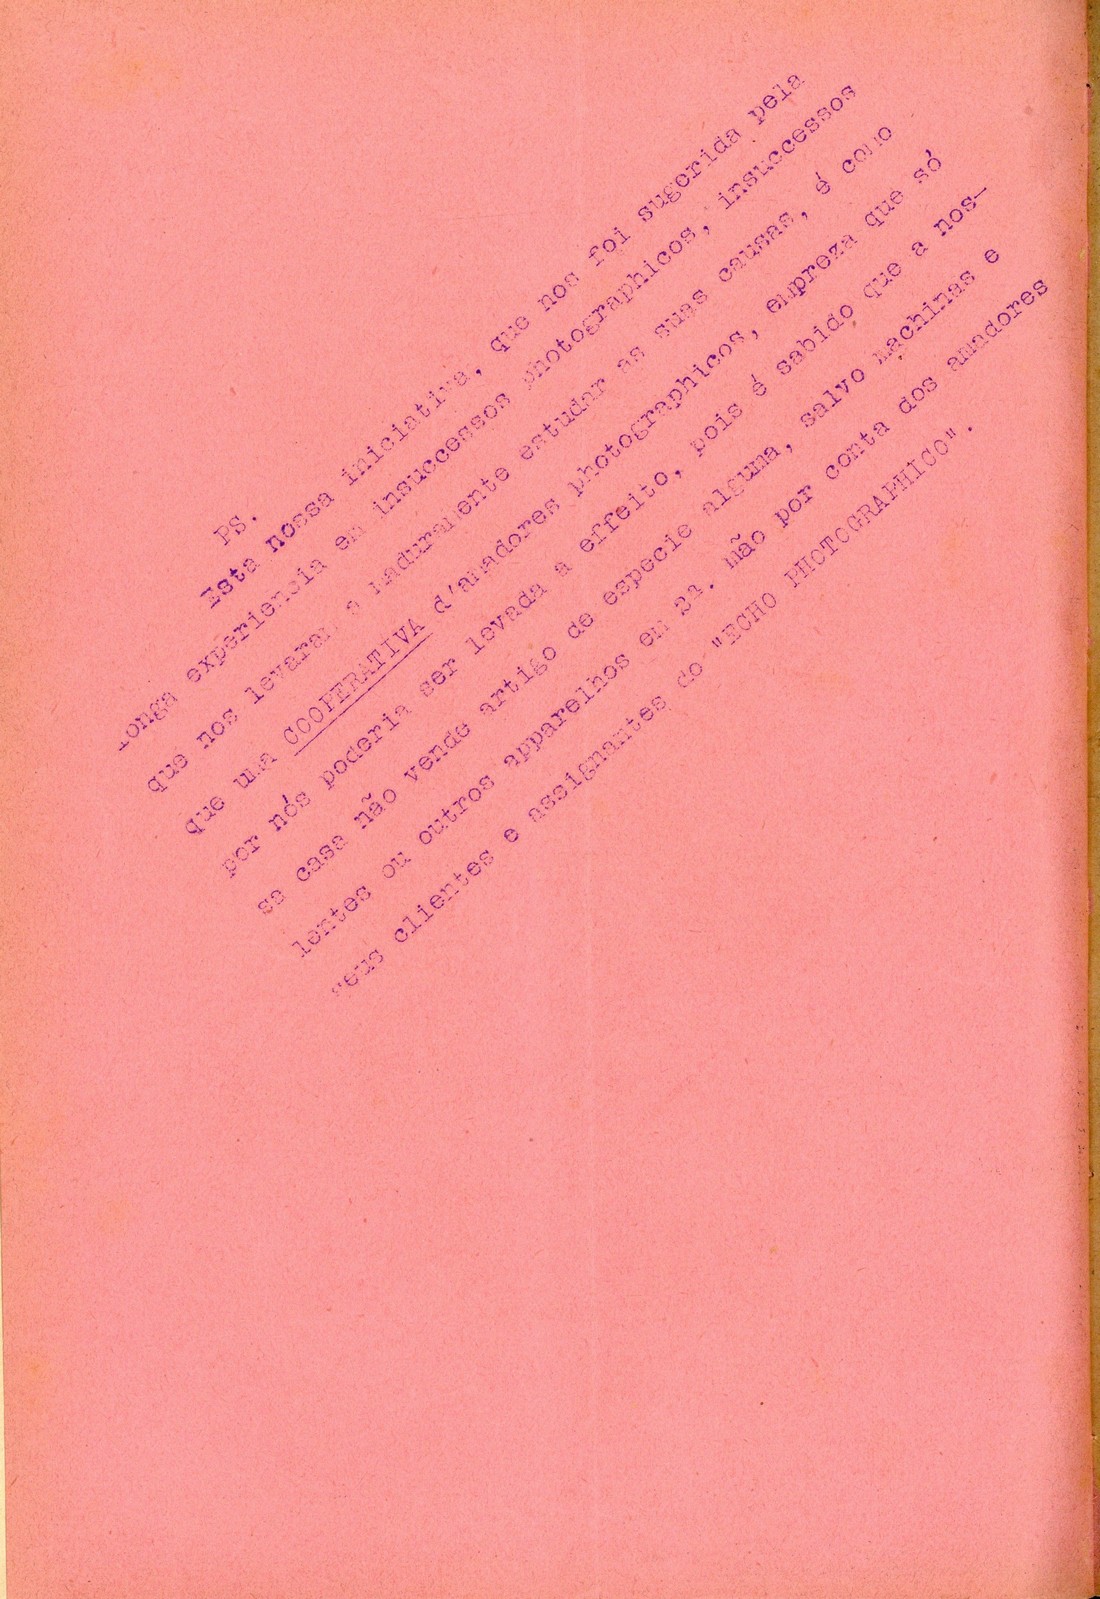 PS.
Esta nossa iniciativa, que nos foi sugerida pela
longa experiencia em insuccessos photographicos, insuccessos
que nos levaram a maduramente estudar as suas causas, é como
que uma COOPERATIVA d'amadores photographicos, empreza que só
por nós poderia ser levada a effeito, pois é sabido que a nos-
sa casa não vende artigo de especie alguma, salvo machinas e
lentes ou outros apparelhos em 2a. mão por conta dos amadores
seus clientes e assignantes do "ECHO PHOTOGRAPHICO".